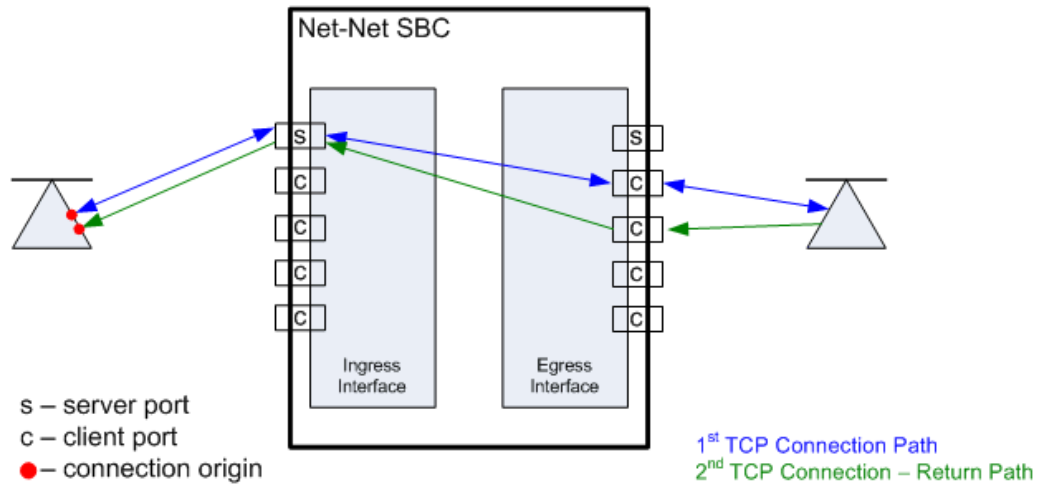 Net-Net SBC
s
c
c
c
c
s
c
c
c
c
Ingress
Interface
Egress
Interface
s – server port
c – client port
– connection origin
1st TCP Connection Path
2nd TCP Connection – Return Path